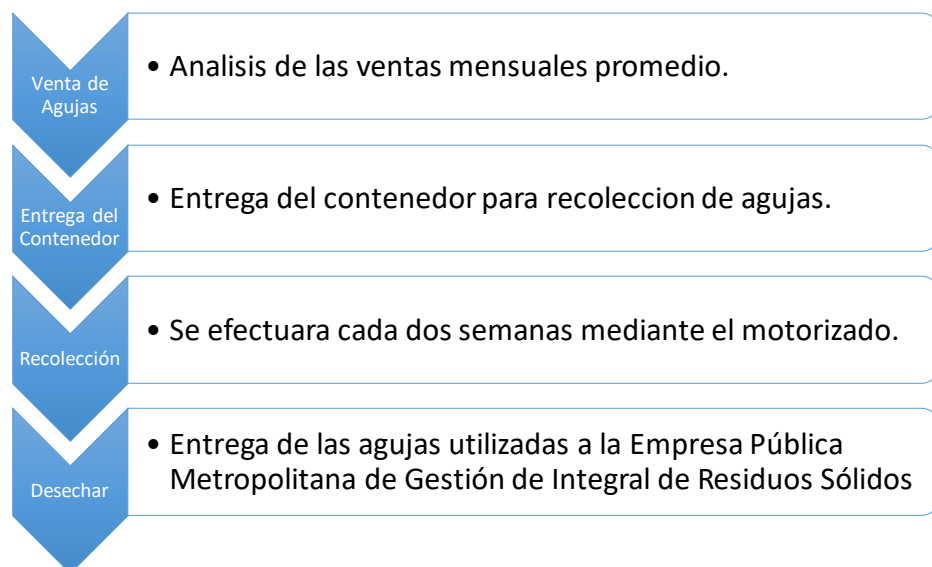 Venta de
Agujas
• Analisis de las ventas mensuales promedio.
Entrega del
Contenedor
• Entrega del contenedor para recoleccion de agujas.
Recolección
• Se efectuara cada dos semanas mediante el motorizado.
Desechar
• Entrega de las agujas utilizadas a la Empresa Pública
Metropolitana de Gestión de Integral de Residuos Sólidos